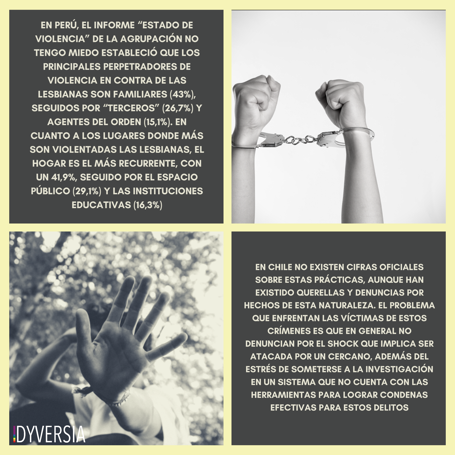 EN PERÚ, EL INFORME "ESTADO DE
VIOLENCIA" DE LA AGRUPACIÓN NO
TENGO MIEDO ESTABLECIÓ QUE LOS
PRINCIPALES PERPETRADORES DE
VIOLENCIA EN CONTRA DE LAS
LESBIANAS SON FAMILIARES (43%),
SEGUIDOS POR "TERCEROS" (26,7%) Y
AGENTES DEL ORDEN (15,1%). EN
CUANTO A LOS LUGARES DONDE MÁS
SON VIOLENTADAS LAS LESBIANAS, EL
HOGAR ES EL MÁS RECURRENTE, CON
UN 41,9%, SEGUIDO POR EL ESPACIO
PÚBLICO (29,1%) Y LAS INSTITUCIONES
EDUCATIVAS (16,3%)
EN CHILE NO EXISTEN CIFRAS OFICIALES
SOBRE ESTAS PRÁCTICAS, AUNQUE HAN
EXISTIDO QUERELLAS Y DENUNCIAS POR
HECHOS DE ESTA NATURALEZA. EL PROBLEMA
QUE ENFRENTAN LAS VÍCTIMAS DE ESTOS
CRÍMENES ES QUE EN GENERAL NO
DENUNCIAN POR EL SHOCK QUE IMPLICA SER
ATACADA POR UN CERCANO, ADEMÁS DEL
ESTRÉS DE SOMETERSE A LA INVESTIGACIÓN
EN UN SISTEMA QUE NO CUENTA CON LAS
HERRAMIENTAS PARA LOGRAR CONDENAS
EFECTIVAS PARA ESTOS DELITOS
DYVERSIA